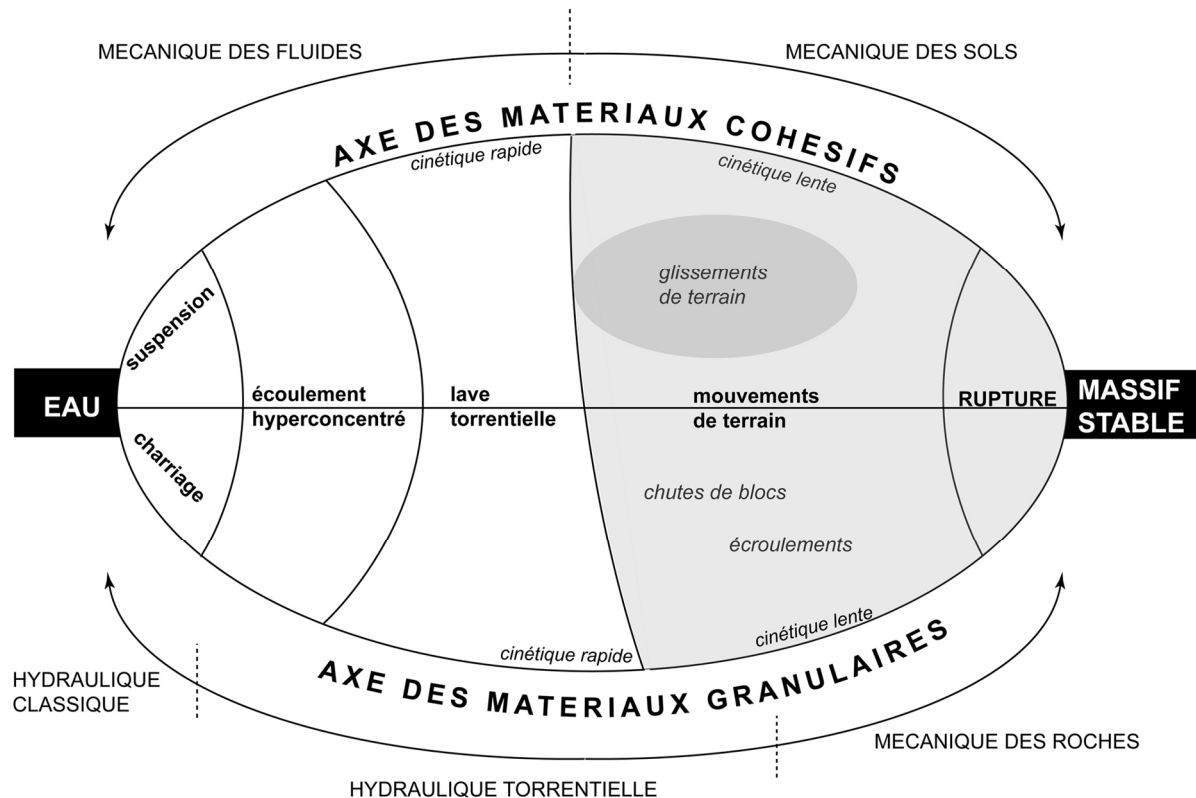 MECANIQUE DES FLUIDES
MECANIQUE DES SOLS
AXE DES MATERIAUX COHESIFS
cinétique rapide
cinétique lente
glissements
de terrain
suspension
EAU
écoulement
hyperconcentré
lave
torrentielle
mouvements
de terrain
RUPTURE
MASSIF
STABLE
charriage
chutes de blocs
écroulements
cinétique rapide
cinétique lente
AXE DES MATERIAUX GRANULAIRES
HYDRAULIQUE
CLASSIQUE
MECANIQUE DES ROCHES
HYDRAULIQUE TORRENTIELLE